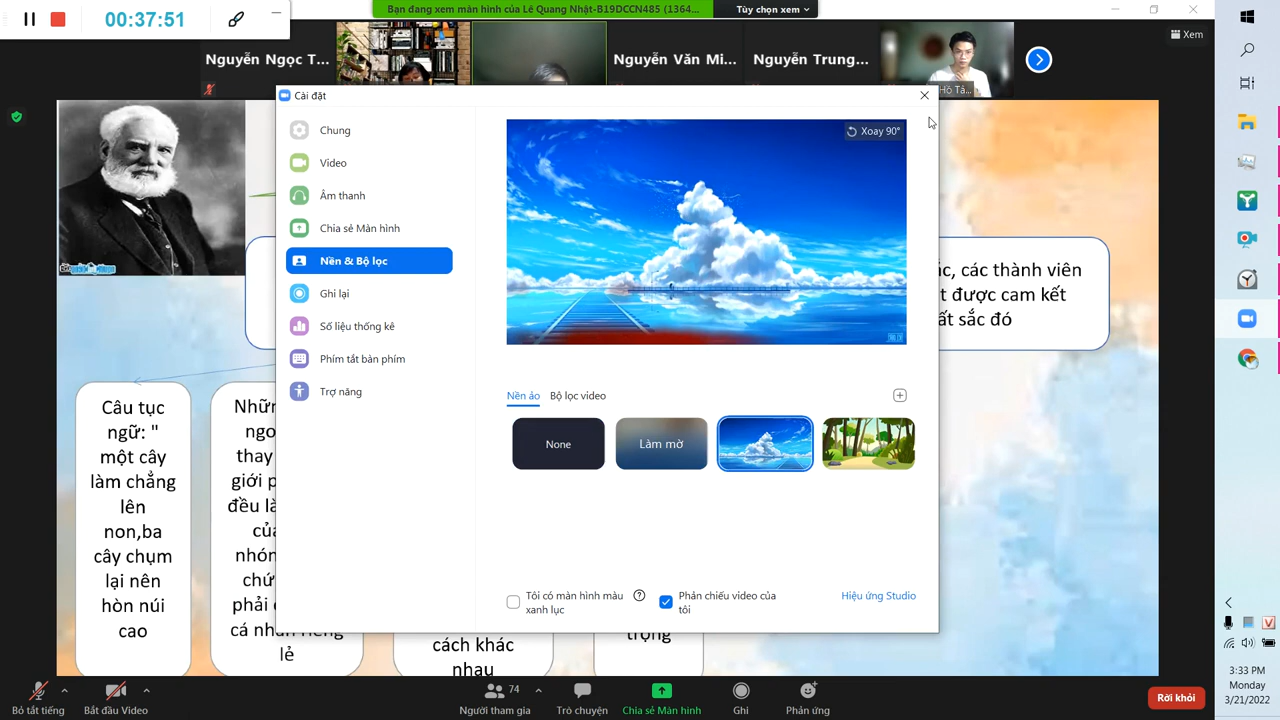 00:37:51
Bạn đang xem màn hình của Lê Quang Nhật-B19DCCN485 (1364...
Tùy chọn xem
Xem
Nguyễn Ngọc T...
Nguyễn Văn Mi...
Nguyễn Trung...
Hồ Tấ...
Cài đặt
Chung
Video
Âm thanh
Chia sẻ Màn hình
Nền & Bộ lọc
Ghi lại
Số liệu thống kê
Phím tắt bàn phím
Trợ năng
Xoay 90°
Nền ảo
Bộ lọc video
None
Làm mờ
Tôi có màn hình màu
xanh lục
Phản chiếu video của
tôi
Hiệu ứng Studio
ắc, các thành viên
t được cam kết
ất sắc đó
Câu tục
ngữ: "
một cây
làm chẳng
lên
non,ba
cây chụm
lại nên
hòn núi
cao
Nhữn
ngo
thay
giới p
đều là
của
nhón
chứ
phải c
cá nhân riêng
lẻ
cách khác
nhau
trọng
Bỏ tắt tiếng
Bắt đầu Video
74
Người tham gia
Trò chuyện
Chia sẻ Màn hình
Ghi
Phản ứng
Rời khỏi
3:33 PM
Monday
3/21/2022